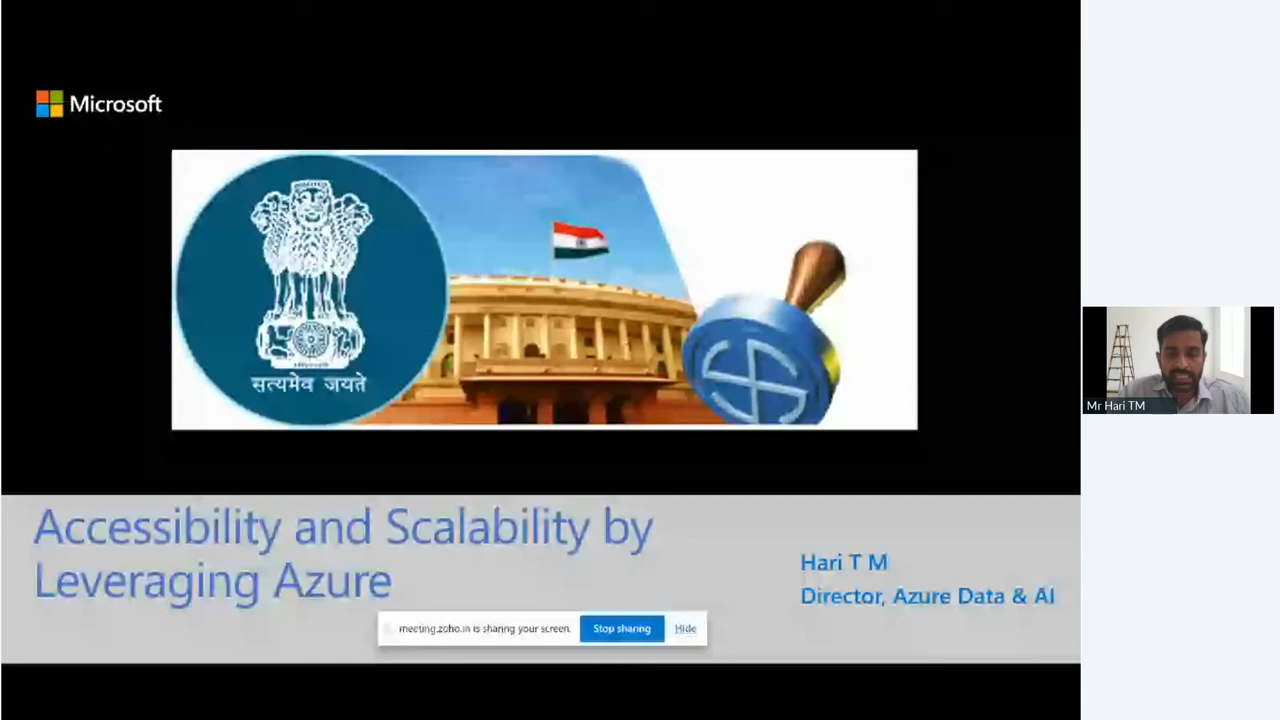 Microsoft
सत्यमेव जयते
Accessibility and Scalability by
Leveraging Azure
Hari T M
Director, Azure Data & AI
meeting.zoho.in is sharing your screen.
Stop sharing
Hide
Mr Hari TM